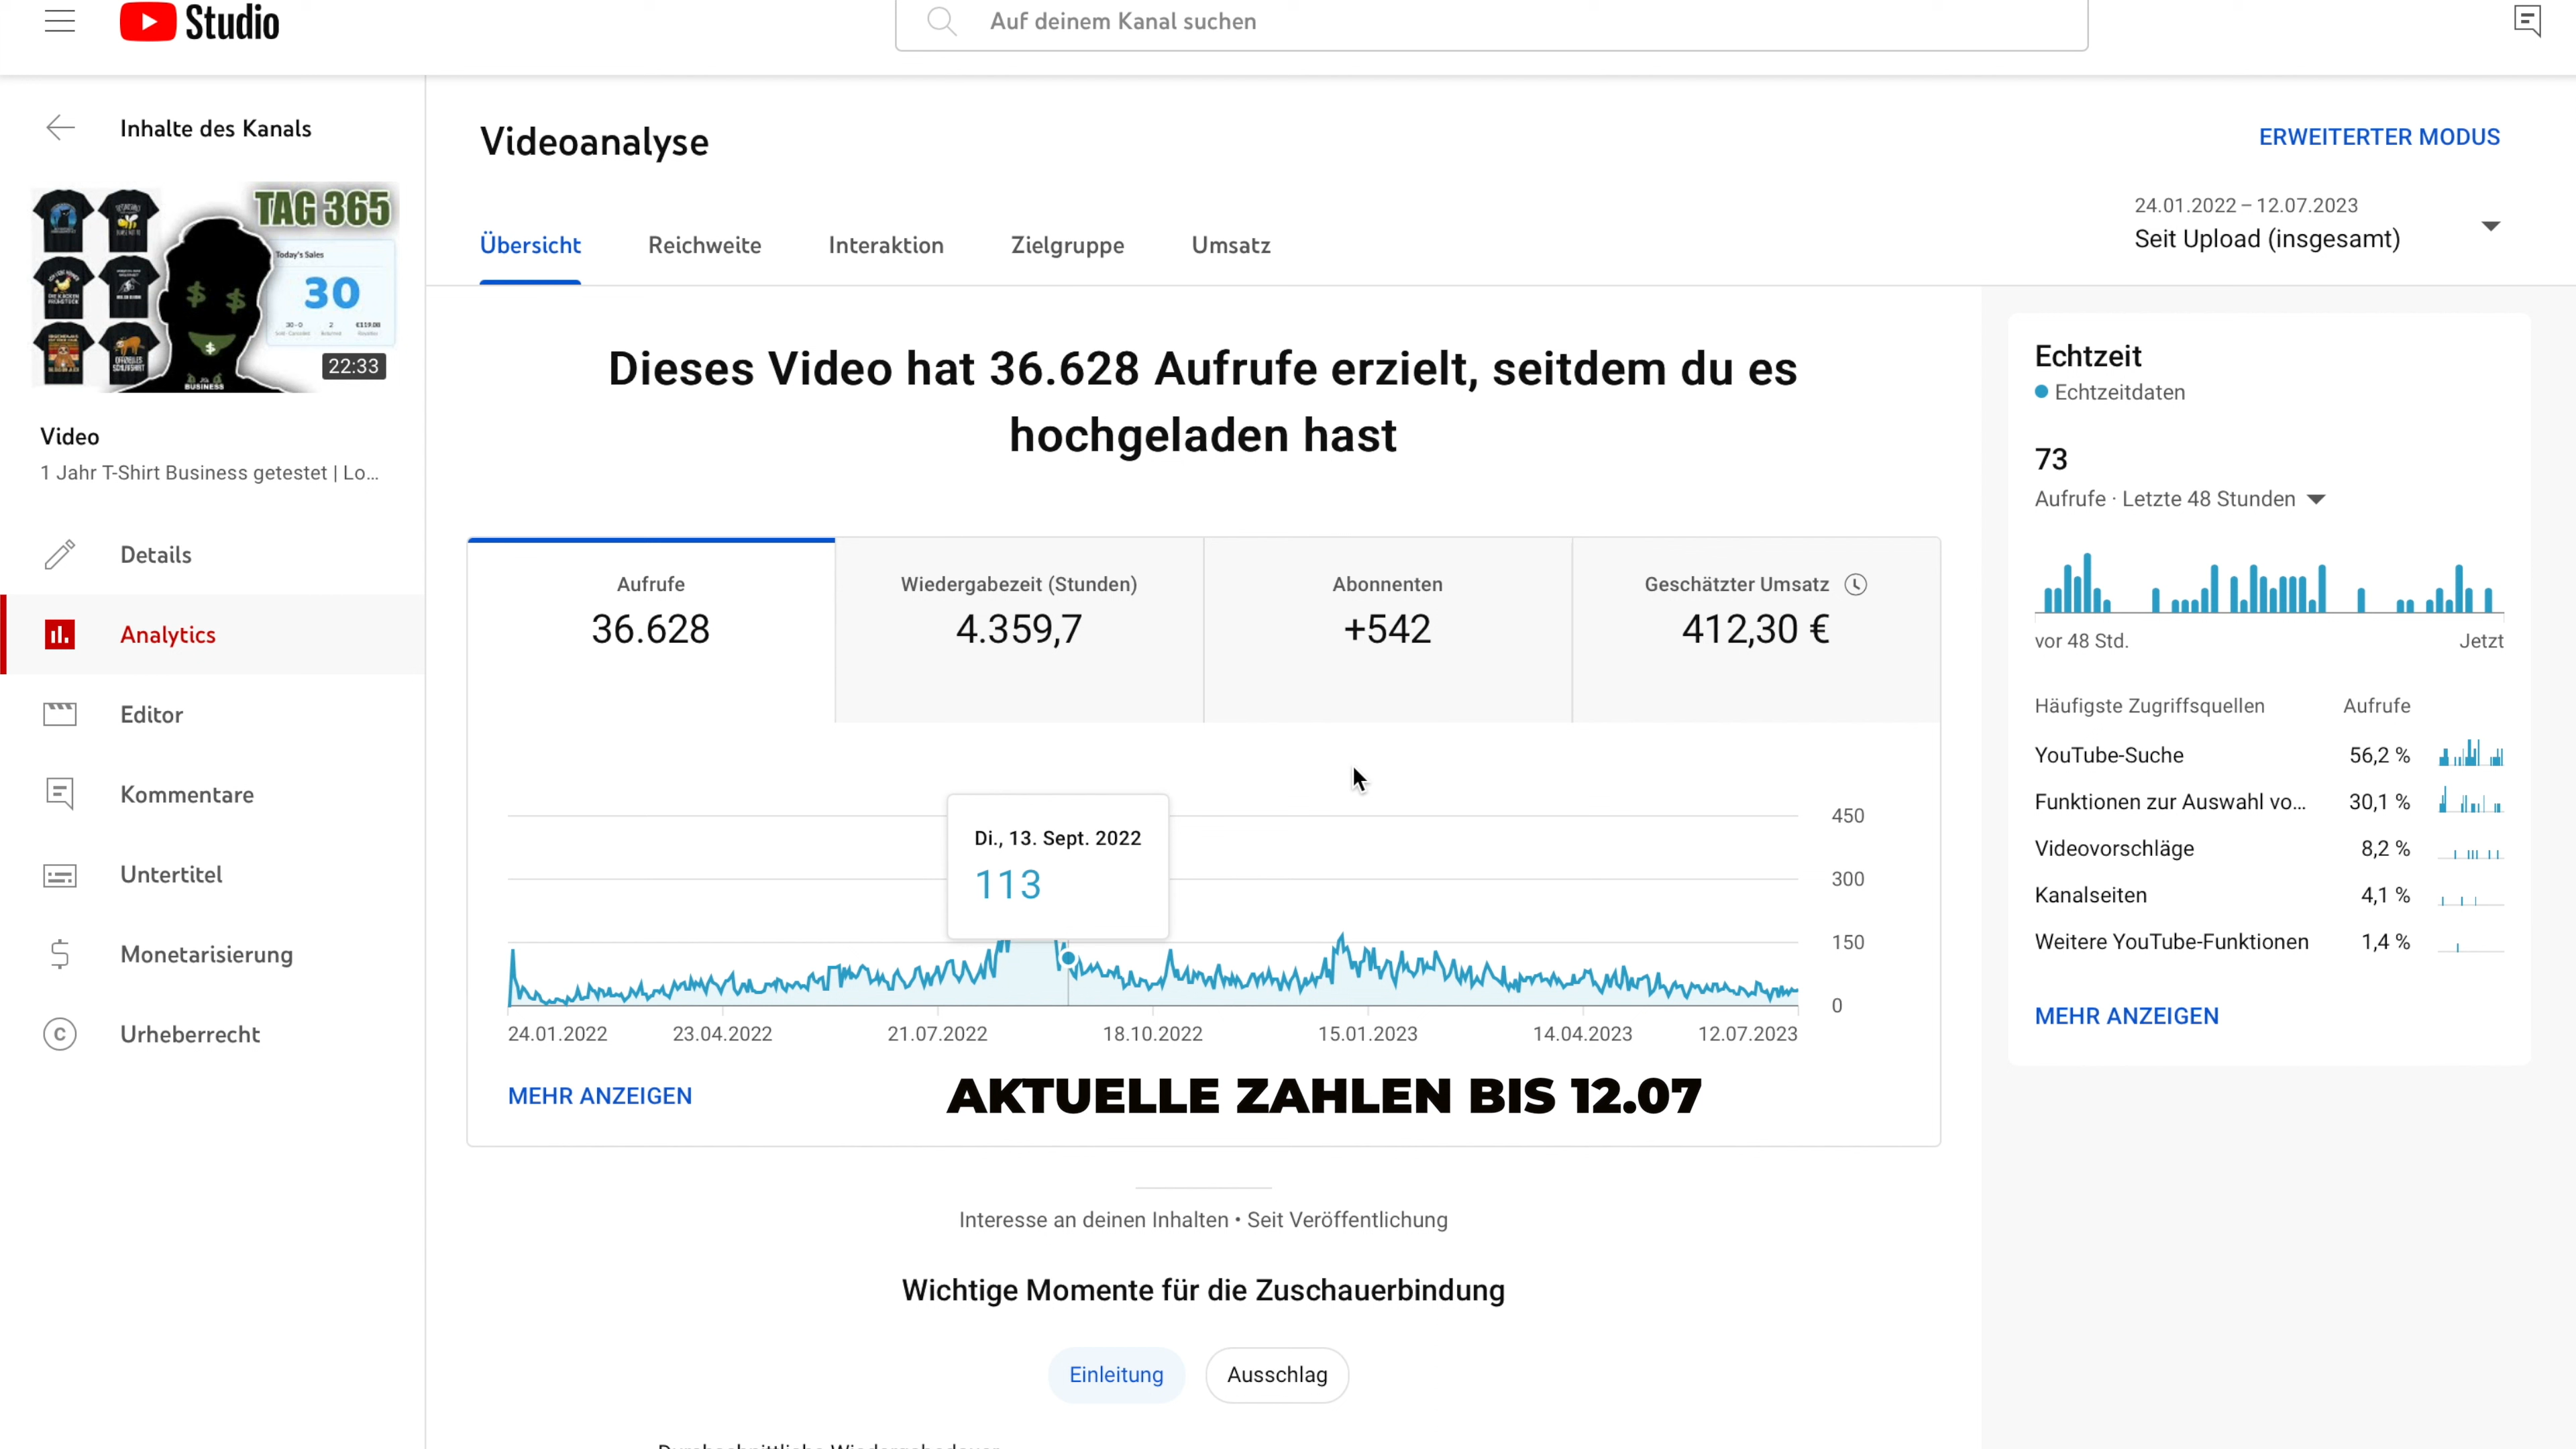 Studio
Auf deinem Kanal suchen
Inhalte des Kanals
TAG 365
Today's Sales
30
30-0 2 €119.08
BUSINESS
22:33
Video
1 Jahr T-Shirt Business getestet | Lo...
Details
Analytics
Editor
Kommentare
Untertitel
Monetarisierung
Urheberrecht
Videoanalyse
ERWEITERTER MODUS
24.01.2022 – 12.07.2023
Seit Upload (insgesamt)
Übersicht Reichweite Interaktion Zielgruppe Umsatz
Dieses Video hat 36.628 Aufrufe erzielt, seitdem du es
hochgeladen hast
Aufrufe
36.628
Wiedergabezeit (Stunden)
4.359,7
Abonnenten
+542
Geschätzter Umsatz
412,30 €
Di., 13. Sept. 2022
113
450
300
150
0
24.01.2022 23.04.2022 21.07.2022 18.10.2022 15.01.2023 14.04.2023 12.07.2023
MEHR ANZEIGEN
AKTUELLE ZAHLEN BIS 12.07
Interesse an deinen Inhalten • Seit Veröffentlichung
Wichtige Momente für die Zuschauerbindung
Einleitung Ausschlag
Echtzeit
Echtzeitdaten
73
Aufrufe · Letzte 48 Stunden
vor 48 Std. Jetzt
Häufigste Zugriffsquellen Aufrufe
YouTube-Suche 56,2 %
Funktionen zur Auswahl vo... 30,1 %
Videovorschläge 8,2 %
Kanalseiten 4,1 %
Weitere YouTube-Funktionen 1,4 %
MEHR ANZEIGEN